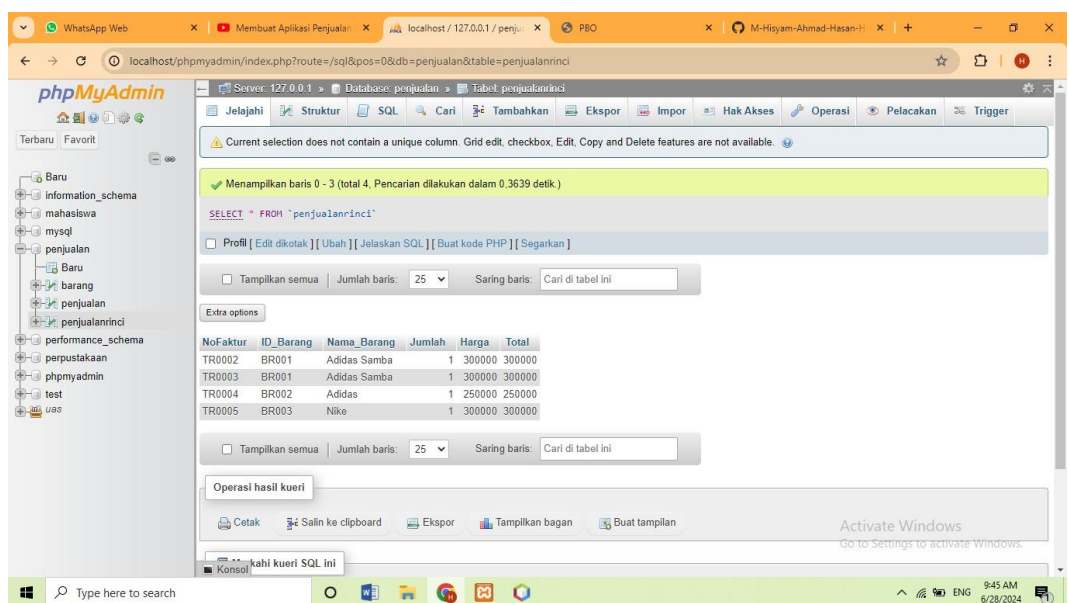 WhatsApp Web
Membuat Aplikasi Penjualan
localhost / 127.0.0.1 / penju
PBO
M-Hisyam-Ahmad-Hasan-H
localhost/phpmyadmin/index.php?route=/sql&pos=0&db=penjualan&table=penjualanrinci
H
phpMyAdmin
Terbaru Favorit
Baru
information_schema
mahasiswa
mysql
penjualan
Baru
barang
penjualan
penjualanrinci
performance_schema
perpustakaan
phpmyadmin
test
uas
Server: 127.0.0.1 » Database: penjualan » Tabel: penjualanrinci
Jelajahi Struktur SQL Cari Tambahkan Ekspor Impor Hak Akses Operasi Pelacakan Trigger
Current selection does not contain a unique column. Grid edit, checkbox, Edit, Copy and Delete features are not available.
Menampilkan baris 0 - 3 (total 4, Pencarian dilakukan dalam 0,3639 detik.)
SELECT * FROM `penjualanrinci`
Profil [ Edit dikotak ] [ Ubah ] [ Jelaskan SQL ] [ Buat kode PHP ] [ Segarkan ]
Tampilkan semua | Jumlah baris: 25 Saring baris: Cari di tabel ini
Extra options
NoFaktur ID_Barang Nama_Barang Jumlah Harga Total
TR0002 BR001 Adidas Samba 1 300000 300000
TR0003 BR001 Adidas Samba 1 300000 300000
TR0004 BR002 Adidas 1 250000 250000
TR0005 BR003 Nike 1 300000 300000
Tampilkan semua | Jumlah baris: 25 Saring baris: Cari di tabel ini
Operasi hasil kueri
Cetak Salin ke clipboard Ekspor Tampilkan bagan Buat tampilan
Activate Windows
Go to Settings to activate Windows.
kahi kueri SQL ini
Konsol
Type here to search
ENG
9:45 AM
6/28/2024